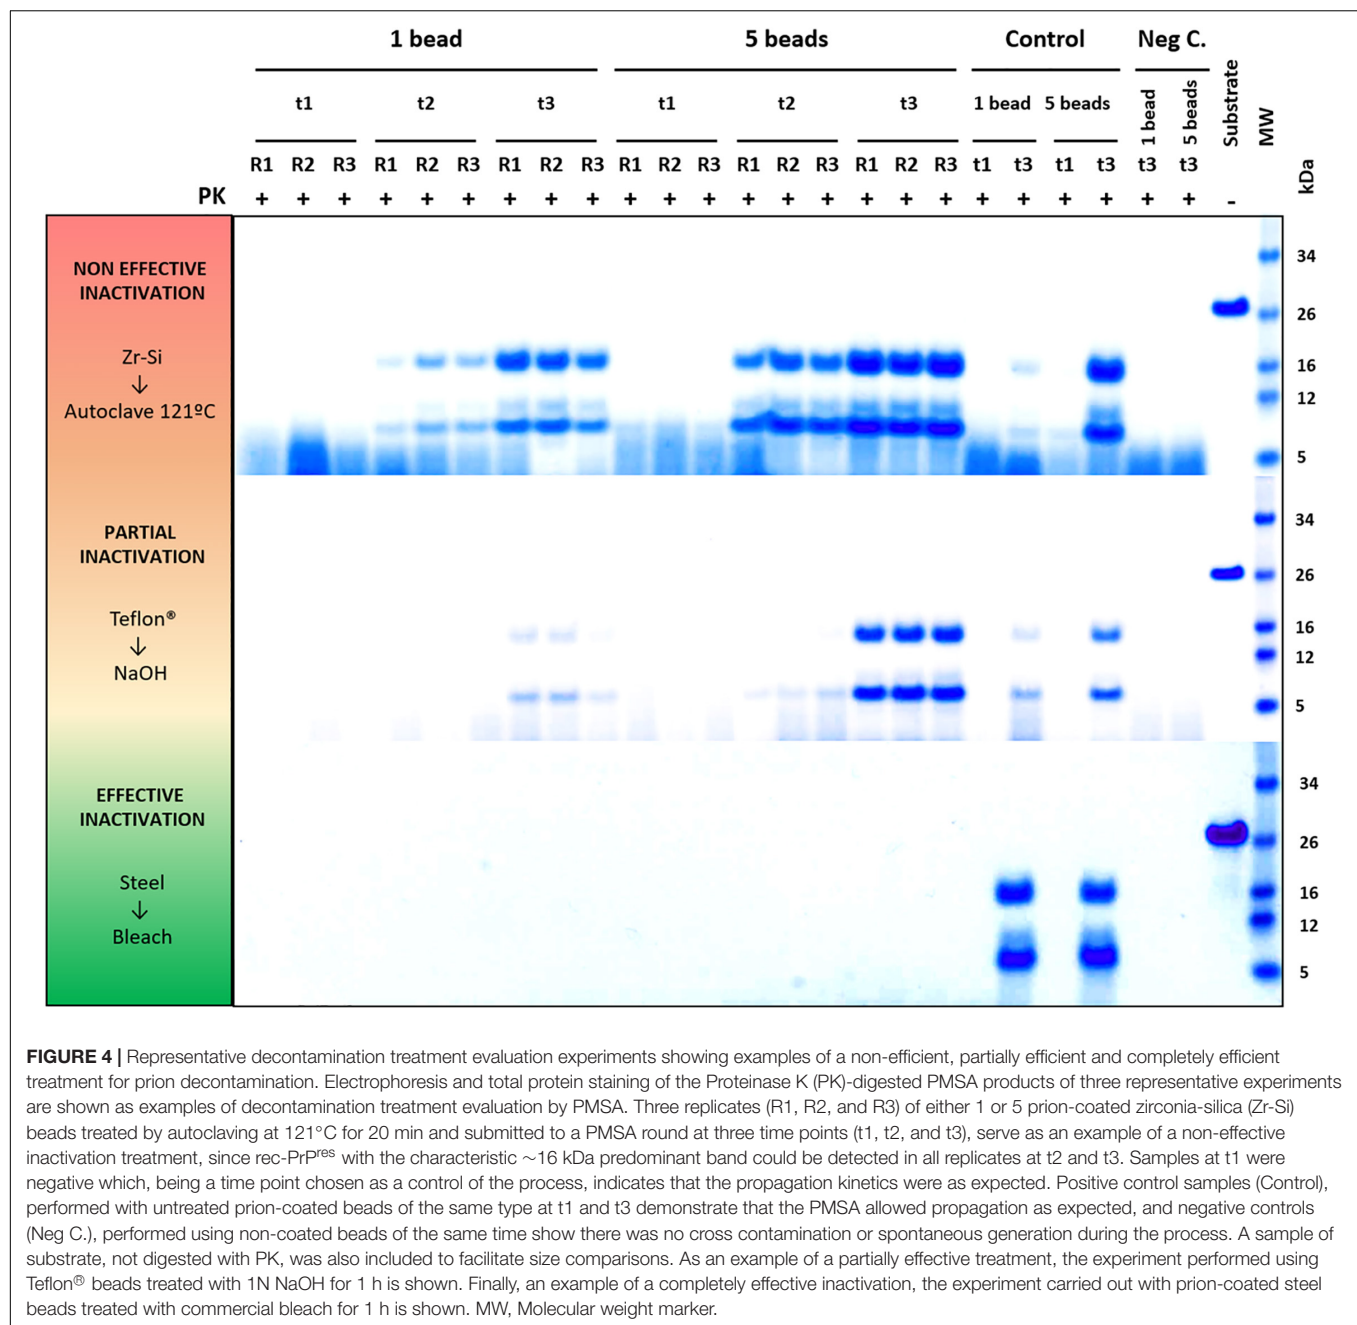 1 bead 5 beads Control Neg C.
t1 t2 t3 t1 t2 t3 1 bead 5 beads 1 bead 5 beads Substrate MW
R1 R2 R3 R1 R2 R3 R1 R2 R3 R1 R2 R3 R1 R2 R3 R1 R2 R3 t1 t3 t1 t3 t3 t3 kDa
PK + + + + + + + + + + + + + + + + + + + + + + + + -
NON EFFECTIVE
INACTIVATION
Zr-Si
↓
Autoclave 121ºC
34
26
16
12
5
PARTIAL
INACTIVATION
Teflon®
↓
NaOH
34
26
16
12
5
EFFECTIVE
INACTIVATION
Steel
↓
Bleach
34
26
16
12
5
FIGURE 4 | Representative decontamination treatment evaluation experiments showing examples of a non-efficient, partially efficient and completely efficient
treatment for prion decontamination. Electrophoresis and total protein staining of the Proteinase K (PK)-digested PMSA products of three representative experiments
are shown as examples of decontamination treatment evaluation by PMSA. Three replicates (R1, R2, and R3) of either 1 or 5 prion-coated zirconia-silica (Zr-Si)
beads treated by autoclaving at 121°C for 20 min and submitted to a PMSA round at three time points (t1, t2, and t3), serve as an example of a non-effective
inactivation treatment, since rec-PrPres with the characteristic ∼16 kDa predominant band could be detected in all replicates at t2 and t3. Samples at t1 were
negative which, being a time point chosen as a control of the process, indicates that the propagation kinetics were as expected. Positive control samples (Control),
performed with untreated prion-coated beads of the same type at t1 and t3 demonstrate that the PMSA allowed propagation as expected, and negative controls
(Neg C.), performed using non-coated beads of the same time show there was no cross contamination or spontaneous generation during the process. A sample of
substrate, not digested with PK, was also included to facilitate size comparisons. As an example of a partially effective treatment, the experiment performed using
Teflon® beads treated with 1N NaOH for 1 h is shown. Finally, an example of a completely effective inactivation, the experiment carried out with prion-coated steel
beads treated with commercial bleach for 1 h is shown. MW, Molecular weight marker.